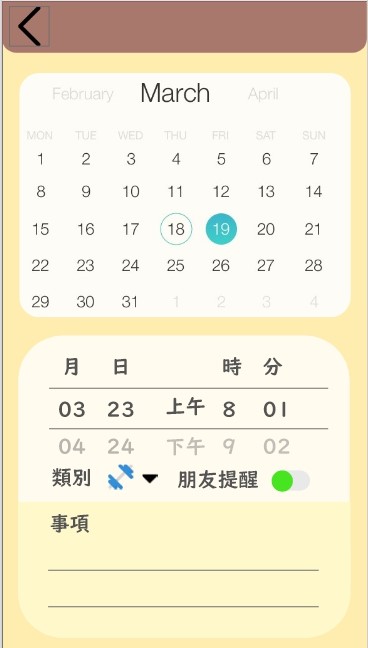 February March April
MON TUE WED THU FRI SAT SUN
1 2 3 4 5 6 7
8 9 10 11 12 13 14
15 16 17 18 19 20 21
22 23 24 25 26 27 28
29 30 31 1 2 3 4
月 日 時 分
03 23 上午 8 01
04 24 下午 9 02
類別 朋友提醒
事項